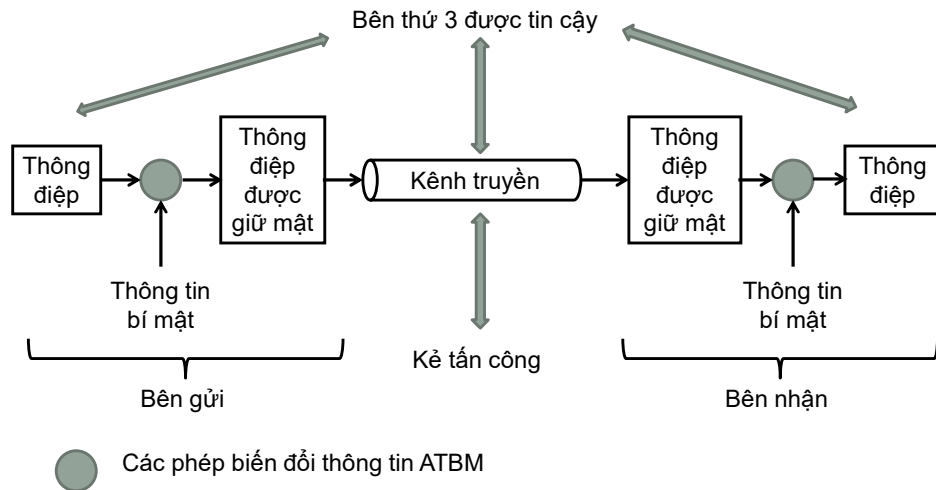 Bên thứ 3 được tin cậy
Thông
điệp
Thông
điệp
được
giữ mật
Kênh truyền
Thông
điệp
được
giữ mật
Thông
điệp
Thông tin
bí mật
Thông tin
bí mật
Kẻ tấn công
Bên gửi
Bên nhận
Các phép biến đổi thông tin ATBM